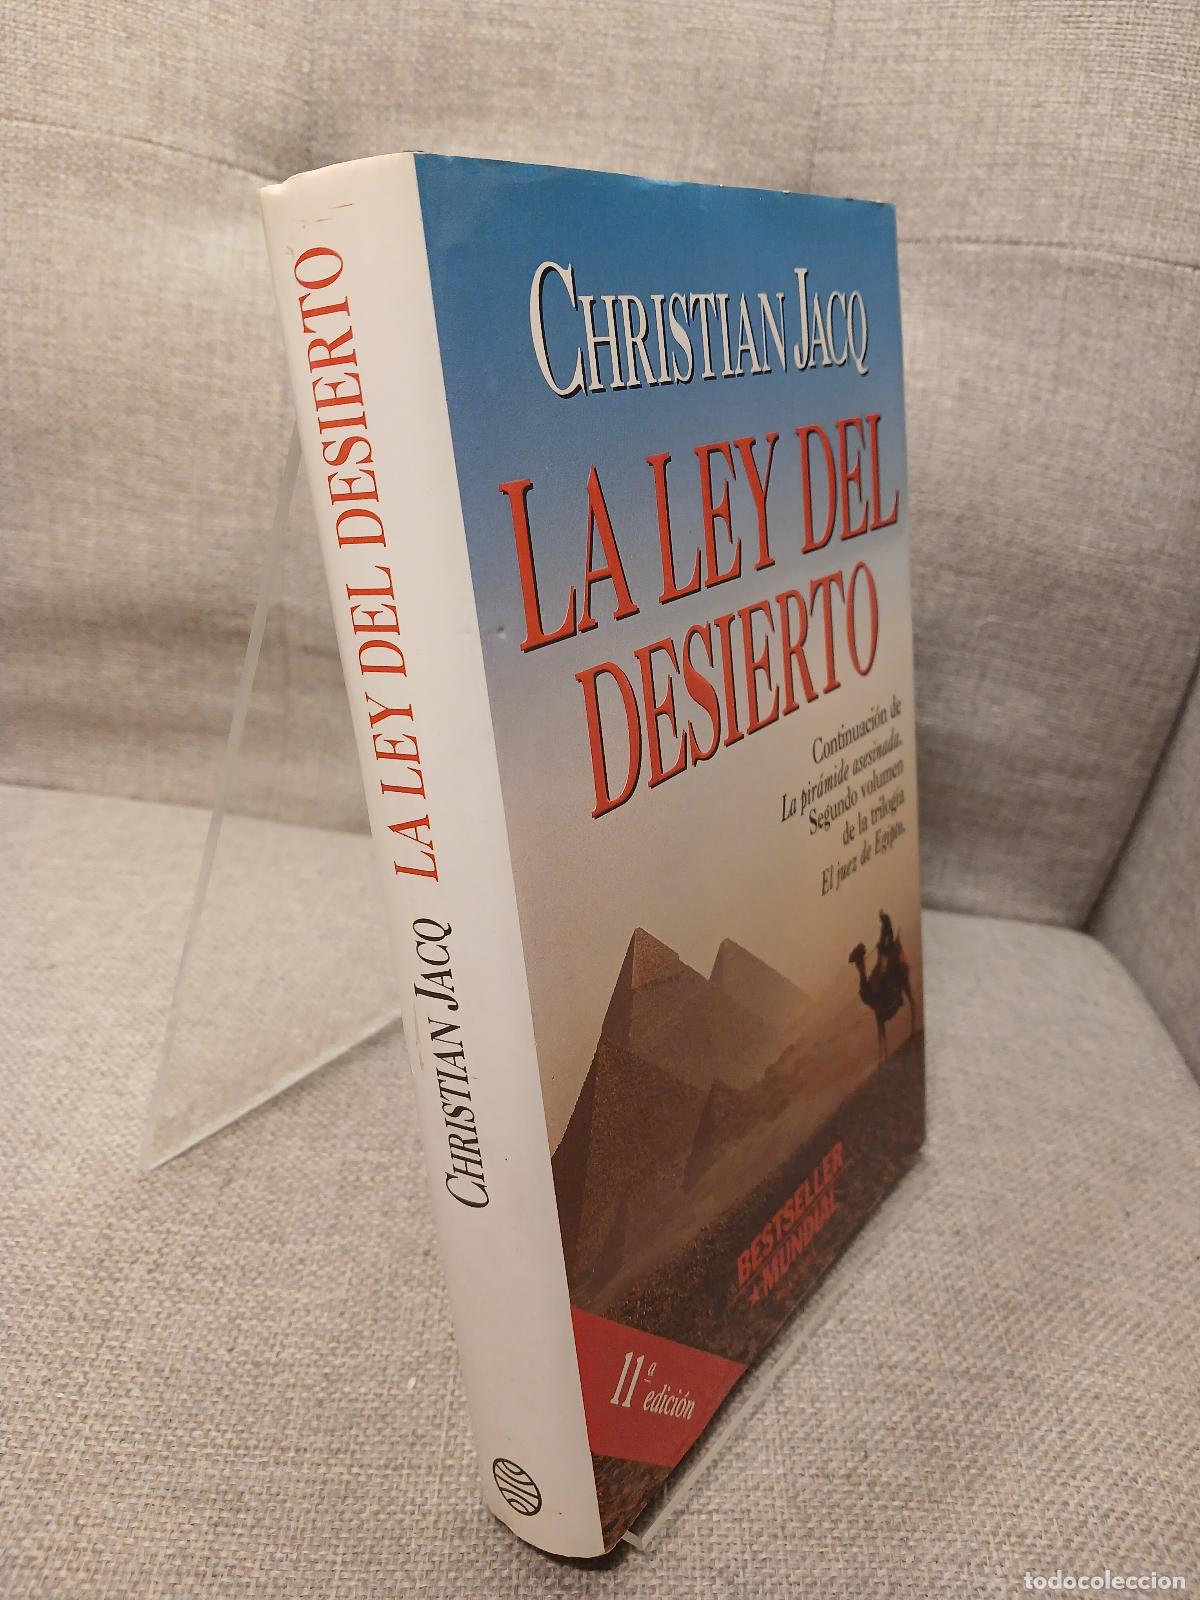 CHRISTIAN JACQ LA LEY DEL DESIERTO
CHRISTIAN JACQ
LA LEY DEL
DESIERTO
Continuación de
La pirámide asesinada.
Segundo volumen
de la trilogía
El juez de Egipto.
BESTSELLER
MUNDIAL
11ª edición
todocoleccion